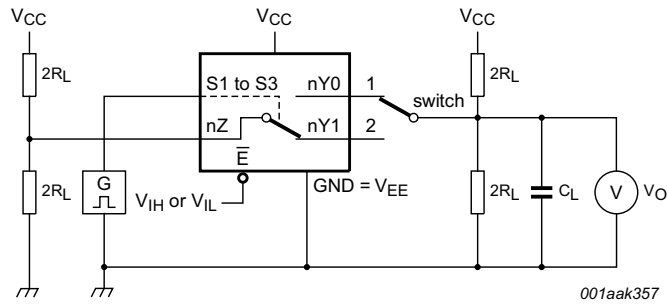 VCC VCC VCC
2RL S1 to S3 nY0 1 2RL
switch
nZ nY1 2
E̅
2RL G VIH or VIL GND = VEE 2RL CL V VO
001aak357